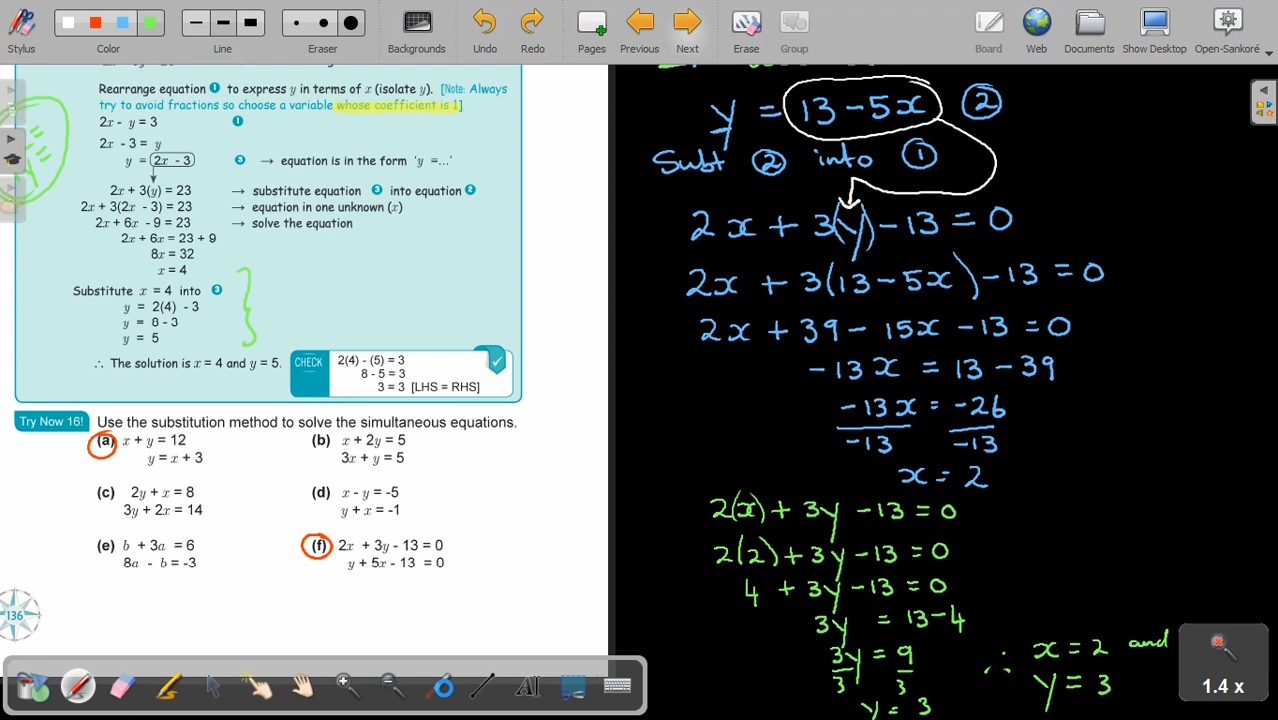 Stylus
Color
Line
Eraser
Backgrounds
Undo
Redo
Pages
Previous
Next
Erase
Group
Board
Web
Documents
Show Desktop
Open-Sankoré
Rearrange equation 1 to express y in terms of x (isolate y). [Note: Always
try to avoid fractions so choose a variable whose coefficient is 1]
2x - y = 3 1
2x - 3 = y
y = 2x - 3 3 → equation is in the form 'y =...'
2x + 3(y) = 23 → substitute equation 3 into equation 2
2x + 3(2x - 3) = 23 → equation in one unknown (x)
2x + 6x - 9 = 23 → solve the equation
2x + 6x = 23 + 9
8x = 32
x = 4
Substitute x = 4 into 3
y = 2(4) - 3
y = 8 - 3
y = 5
∴ The solution is x = 4 and y = 5.
CHECK
2(4) - (5) = 3
8 - 5 = 3
3 = 3 [LHS = RHS]
Try Now 16! Use the substitution method to solve the simultaneous equations.
(a) x + y = 12
y = x + 3
(b) x + 2y = 5
3x + y = 5
(c) 2y + x = 8
3y + 2x = 14
(d) x - y = -5
y + x = -1
(e) b + 3a = 6
8a - b = -3
(f) 2x + 3y - 13 = 0
y + 5x - 13 = 0
136
y = 13 - 5x 2
Subt 2 into 1
2x + 3(y) - 13 = 0
2x + 3(13 - 5x) - 13 = 0
2x + 39 - 15x - 13 = 0
-13x = 13 - 39
-13x = -26
-13 -13
x = 2
2(x) + 3y - 13 = 0
2(2) + 3y - 13 = 0
4 + 3y - 13 = 0
3y = 13 - 4
3y = 9
3 3
y = 3
∴ x = 2 and
y = 3
1.4 x